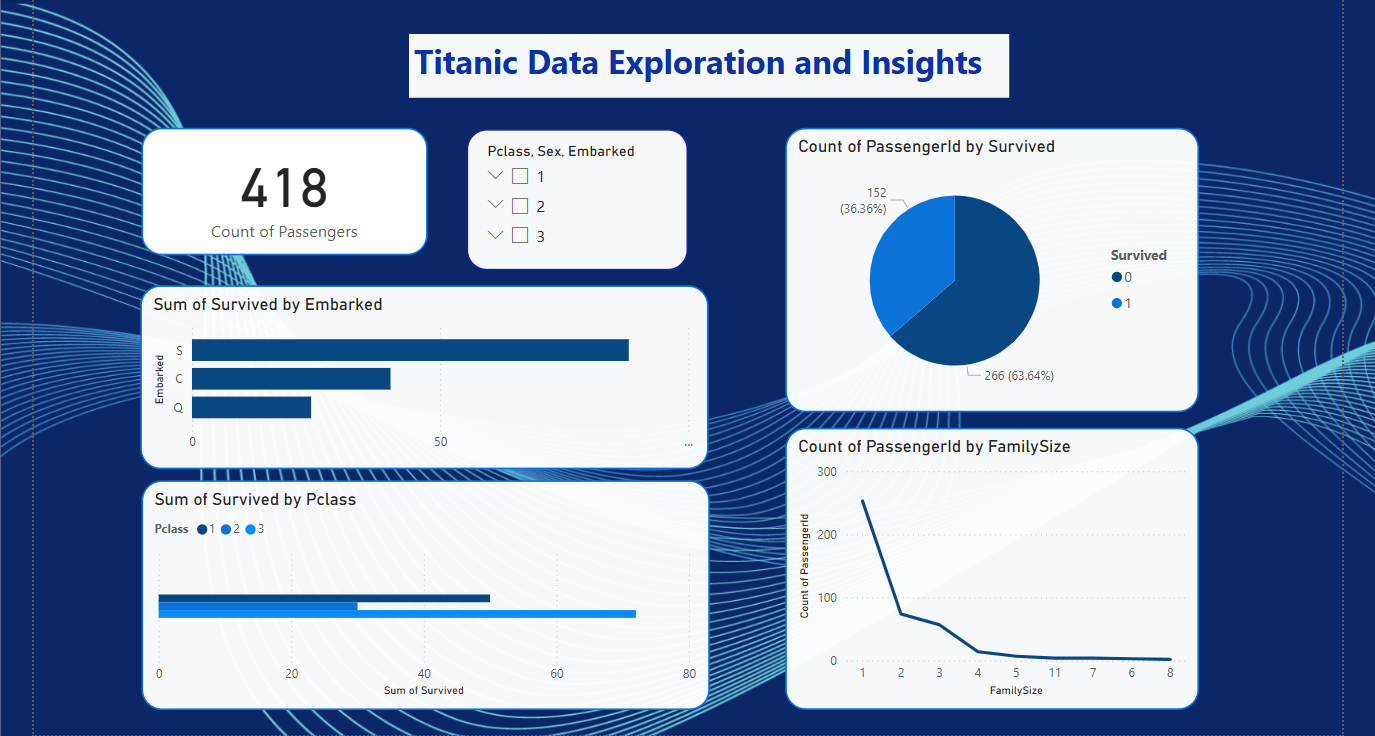 Titanic Data Exploration and Insights
418
Count of Passengers
Pclass, Sex, Embarked
1
2
3
Count of PassengerId by Survived
152
(36.36%)
266 (63.64%)
Survived
0
1
Sum of Survived by Embarked
Embarked
S
C
Q
0 50 ...
Sum of Survived by Pclass
Pclass 1 2 3
0 20 40 60 80
Sum of Survived
Count of PassengerId by FamilySize
Count of PassengerId
300
200
100
0
1 2 3 4 5 11 7 6 8
FamilySize